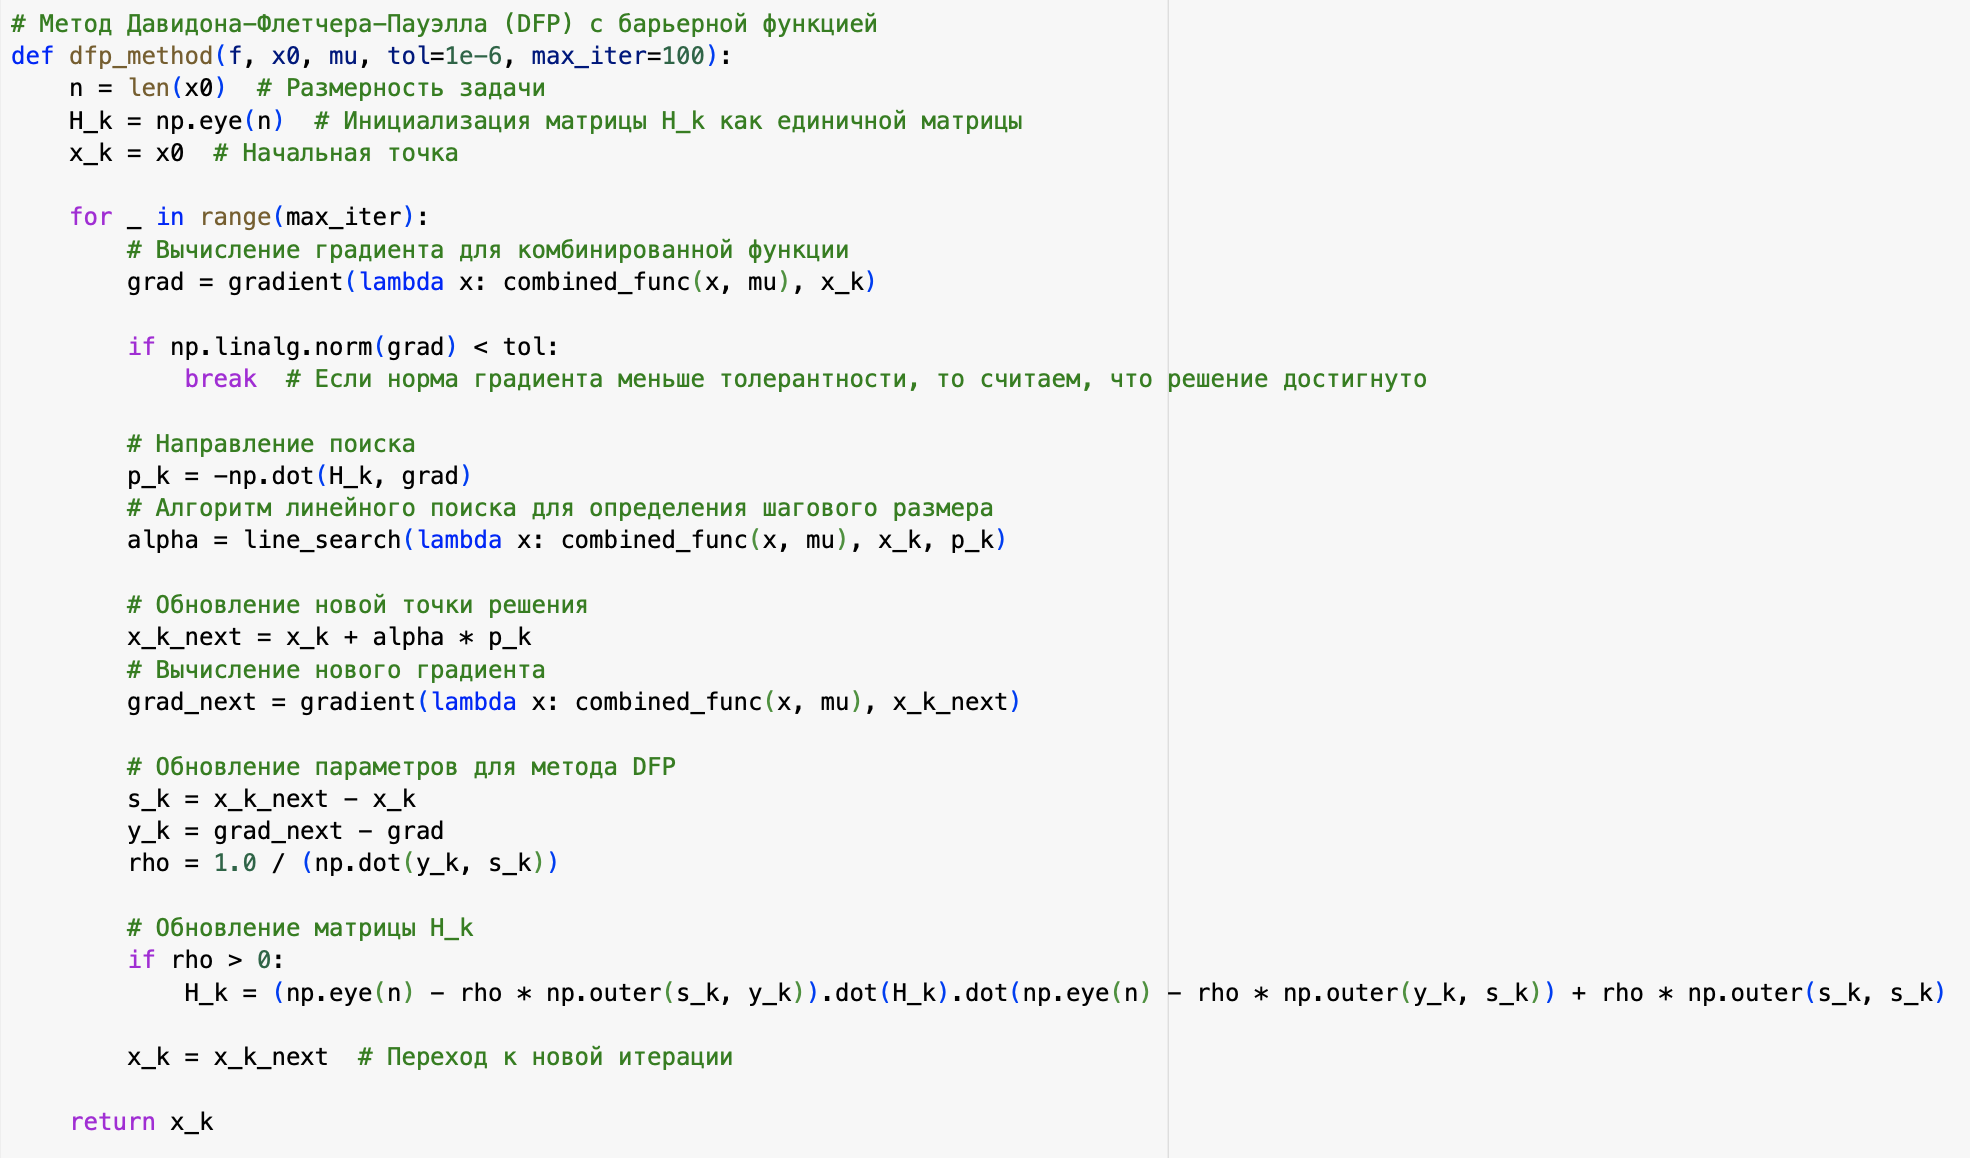 # Метод Давидона–Флетчера–Пауэлла (DFP) с барьерной функцией
def dfp_method(f, x0, mu, tol=1e-6, max_iter=100):
    n = len(x0)  # Размерность задачи
    H_k = np.eye(n)  # Инициализация матрицы H_k как единичной матрицы
    x_k = x0  # Начальная точка

    for _ in range(max_iter):
        # Вычисление градиента для комбинированной функции
        grad = gradient(lambda x: combined_func(x, mu), x_k)

        if np.linalg.norm(grad) < tol:
            break  # Если норма градиента меньше толерантности, то считаем, что решение достигнуто

        # Направление поиска
        p_k = -np.dot(H_k, grad)
        # Алгоритм линейного поиска для определения шагового размера
        alpha = line_search(lambda x: combined_func(x, mu), x_k, p_k)

        # Обновление новой точки решения
        x_k_next = x_k + alpha * p_k
        # Вычисление нового градиента
        grad_next = gradient(lambda x: combined_func(x, mu), x_k_next)

        # Обновление параметров для метода DFP
        s_k = x_k_next - x_k
        y_k = grad_next - grad
        rho = 1.0 / (np.dot(y_k, s_k))

        # Обновление матрицы H_k
        if rho > 0:
            H_k = (np.eye(n) - rho * np.outer(s_k, y_k)).dot(H_k).dot(np.eye(n) - rho * np.outer(y_k, s_k)) + rho * np.outer(s_k, s_k)

        x_k = x_k_next  # Переход к новой итерации

    return x_k